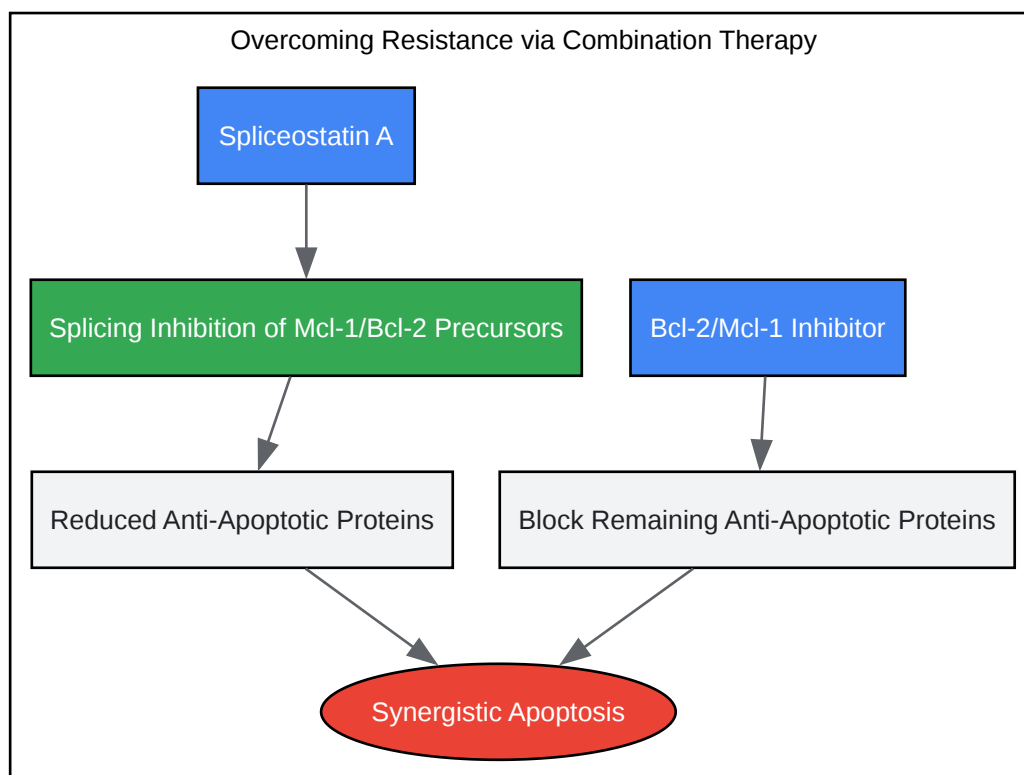 Overcoming Resistance via Combination Therapy
Spliceostatin A
Splicing Inhibition of Mcl-1/Bcl-2 Precursors
Bcl-2/Mcl-1 Inhibitor
Reduced Anti-Apoptotic Proteins
Block Remaining Anti-Apoptotic Proteins
Synergistic Apoptosis